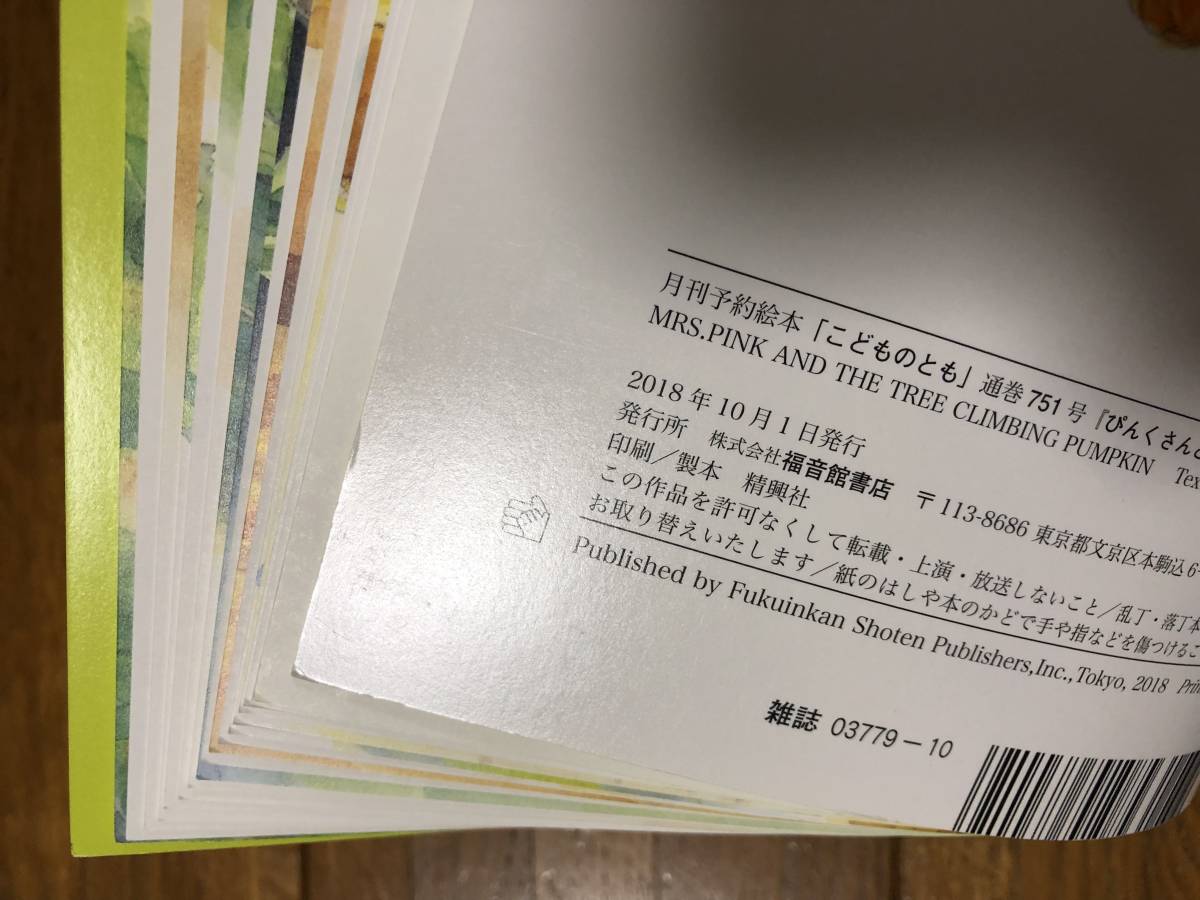 月刊予約絵本「こどものとも」通巻751号『ぴんくさんと
MRS.PINK AND THE TREE CLIMBING PUMPKIN Tex
2018年10月1日発行
発行所 株式会社福音館書店 〒113-8686 東京都文京区本駒込6-
印刷／製本 精興社
この作品を許可なくして転載・上演・放送しないこと／乱丁・落丁本
お取り替えいたします／紙のはしや本のかどで手や指などを傷つけるこ
Published by Fukuinkan Shoten Publishers,Inc.,Tokyo, 2018 Prin
雑誌 03779-10